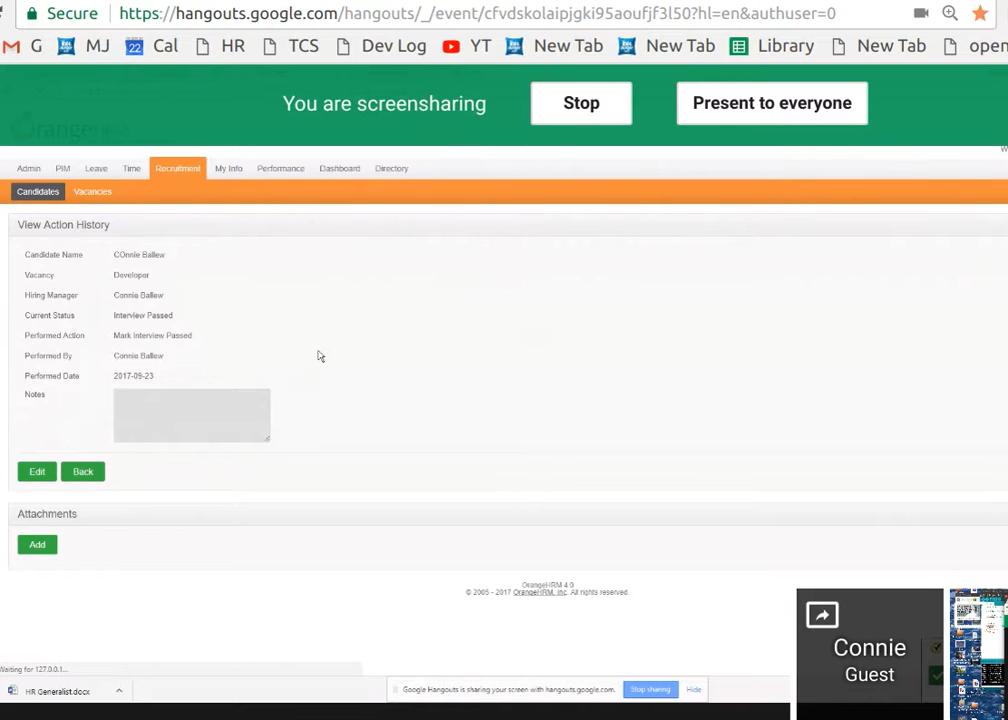 Secure https://hangouts.google.com/hangouts/_/event/cfvdskolaipjgki95aoufjf3l50?hl=en&authuser=0
G MJ 22 Cal HR TCS Dev Log YT New Tab New Tab Library New Tab open
You are screensharing Stop Present to everyone
Admin PIM Leave Time Recruitment My Info Performance Dashboard Directory
Candidates Vacancies
View Action History
Candidate Name COnnie Ballew
Vacancy Developer
Hiring Manager Connie Ballew
Current Status Interview Passed
Performed Action Mark Interview Passed
Performed By Connie Ballew
Performed Date 2017-09-23
Notes
Edit Back
Attachments
Add
OrangeHRM 4.0
© 2005 - 2017 OrangeHRM, Inc. All rights reserved.
Connie
Guest
Waiting for 127.0.0.1...
HR Generalist.docx
Google Hangouts is sharing your screen with hangouts.google.com. Stop sharing Hide